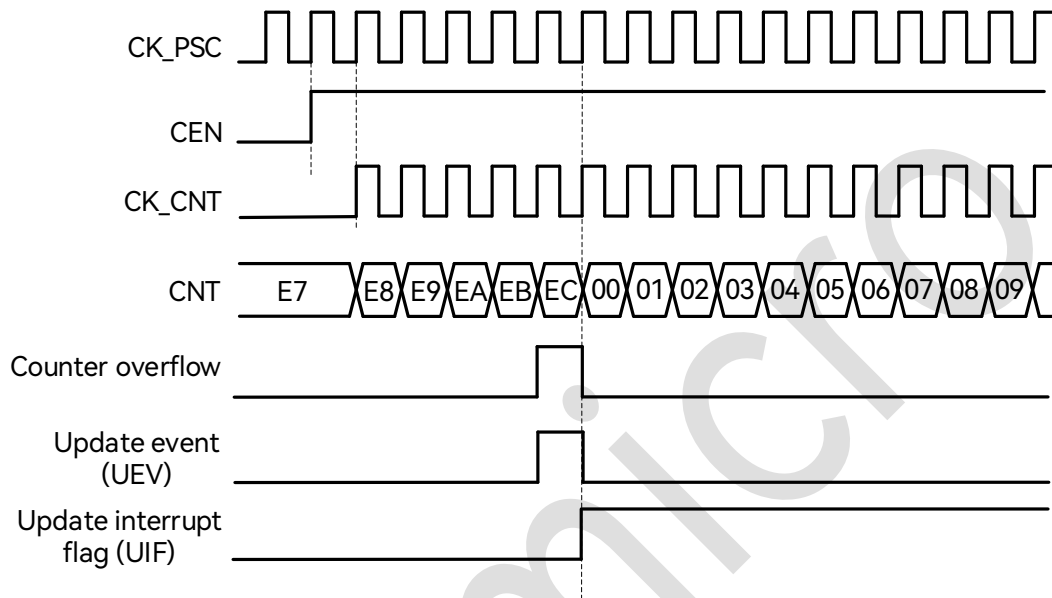 CK_PSC
CEN
CK_CNT
CNT E7 E8 E9 EA EB EC 00 01 02 03 04 05 06 07 08 09
Counter overflow
Update event
(UEV)
Update interrupt
flag (UIF)
micro